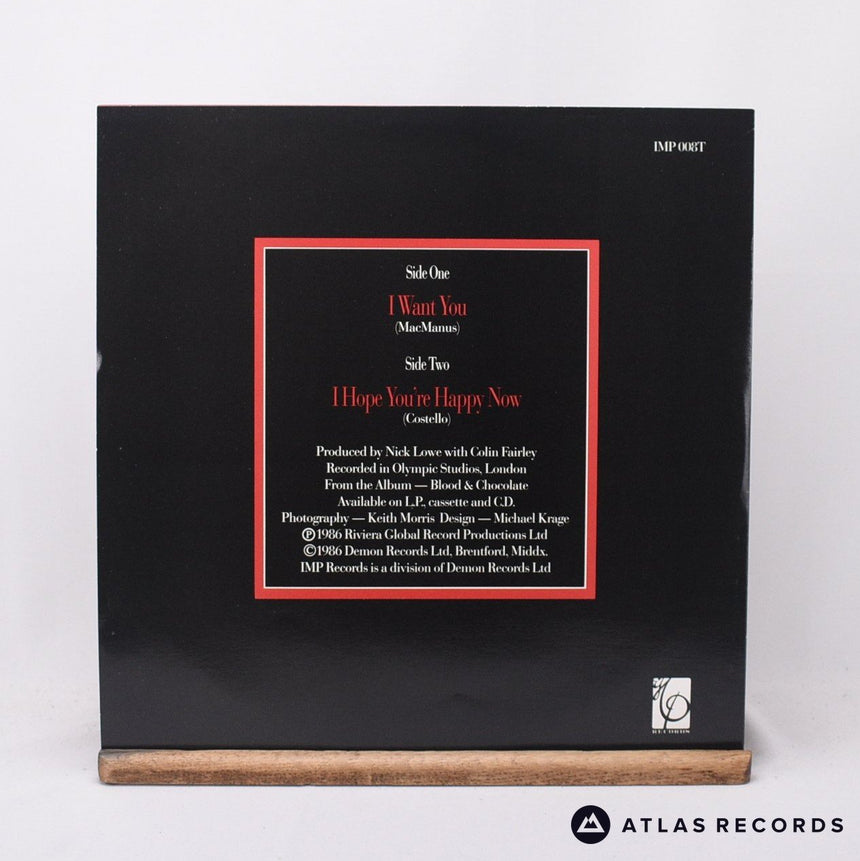 IMP 008T
Side One
I Want You
(MacManus)
Side Two
I Hope You're Happy Now
(Costello)
Produced by Nick Lowe with Colin Fairley
Recorded in Olympic Studios, London
From the Album — Blood & Chocolate
Available on L.P., cassette and C.D.
Photography — Keith Morris Design — Michael Krage
Ⓟ1986 Riviera Global Record Productions Ltd
©1986 Demon Records Ltd, Brentford, Middx.
IMP Records is a division of Demon Records Ltd
RECORDS
ATLAS RECORDS